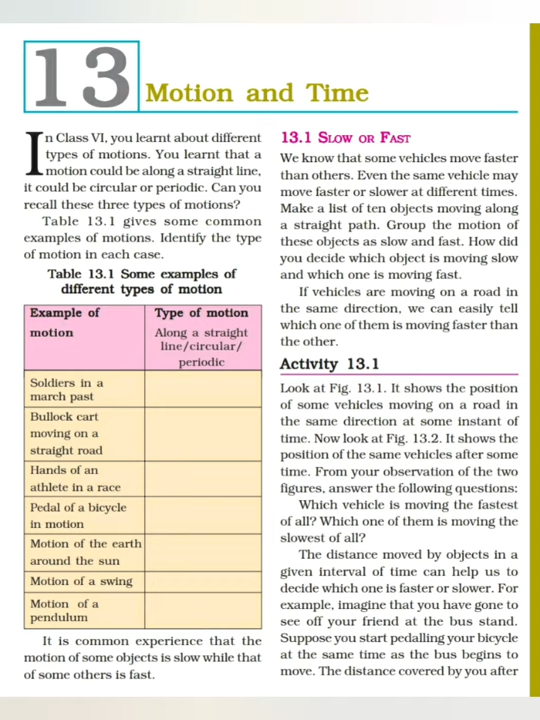 13
Motion and Time
In Class VI, you learnt about different
types of motions. You learnt that a
motion could be along a straight line,
it could be circular or periodic. Can you
recall these three types of motions?
Table 13.1 gives some common
examples of motions. Identify the type
of motion in each case.
Table 13.1 Some examples of
different types of motion
Example of
motion
Type of motion
Along a straight
line/circular/
periodic
Soldiers in a
march past
Bullock cart
moving on a
straight road
Hands of an
athlete in a race
Pedal of a bicycle
in motion
Motion of the earth
around the sun
Motion of a swing
Motion of a
pendulum
It is common experience that the
motion of some objects is slow while that
of some others is fast.
13.1 SLOW OR FAST
We know that some vehicles move faster
than others. Even the same vehicle may
move faster or slower at different times.
Make a list of ten objects moving along
a straight path. Group the motion of
these objects as slow and fast. How did
you decide which object is moving slow
and which one is moving fast.
If vehicles are moving on a road in
the same direction, we can easily tell
which one of them is moving faster than
the other.
Activity 13.1
Look at Fig. 13.1. It shows the position
of some vehicles moving on a road in
the same direction at some instant of
time. Now look at Fig. 13.2. It shows the
position of the same vehicles after some
time. From your observation of the two
figures, answer the following questions:
Which vehicle is moving the fastest
of all? Which one of them is moving the
slowest of all?
The distance moved by objects in a
given interval of time can help us to
decide which one is faster or slower. For
example, imagine that you have gone to
see off your friend at the bus stand.
Suppose you start pedalling your bicycle
at the same time as the bus begins to
move. The distance covered by you after